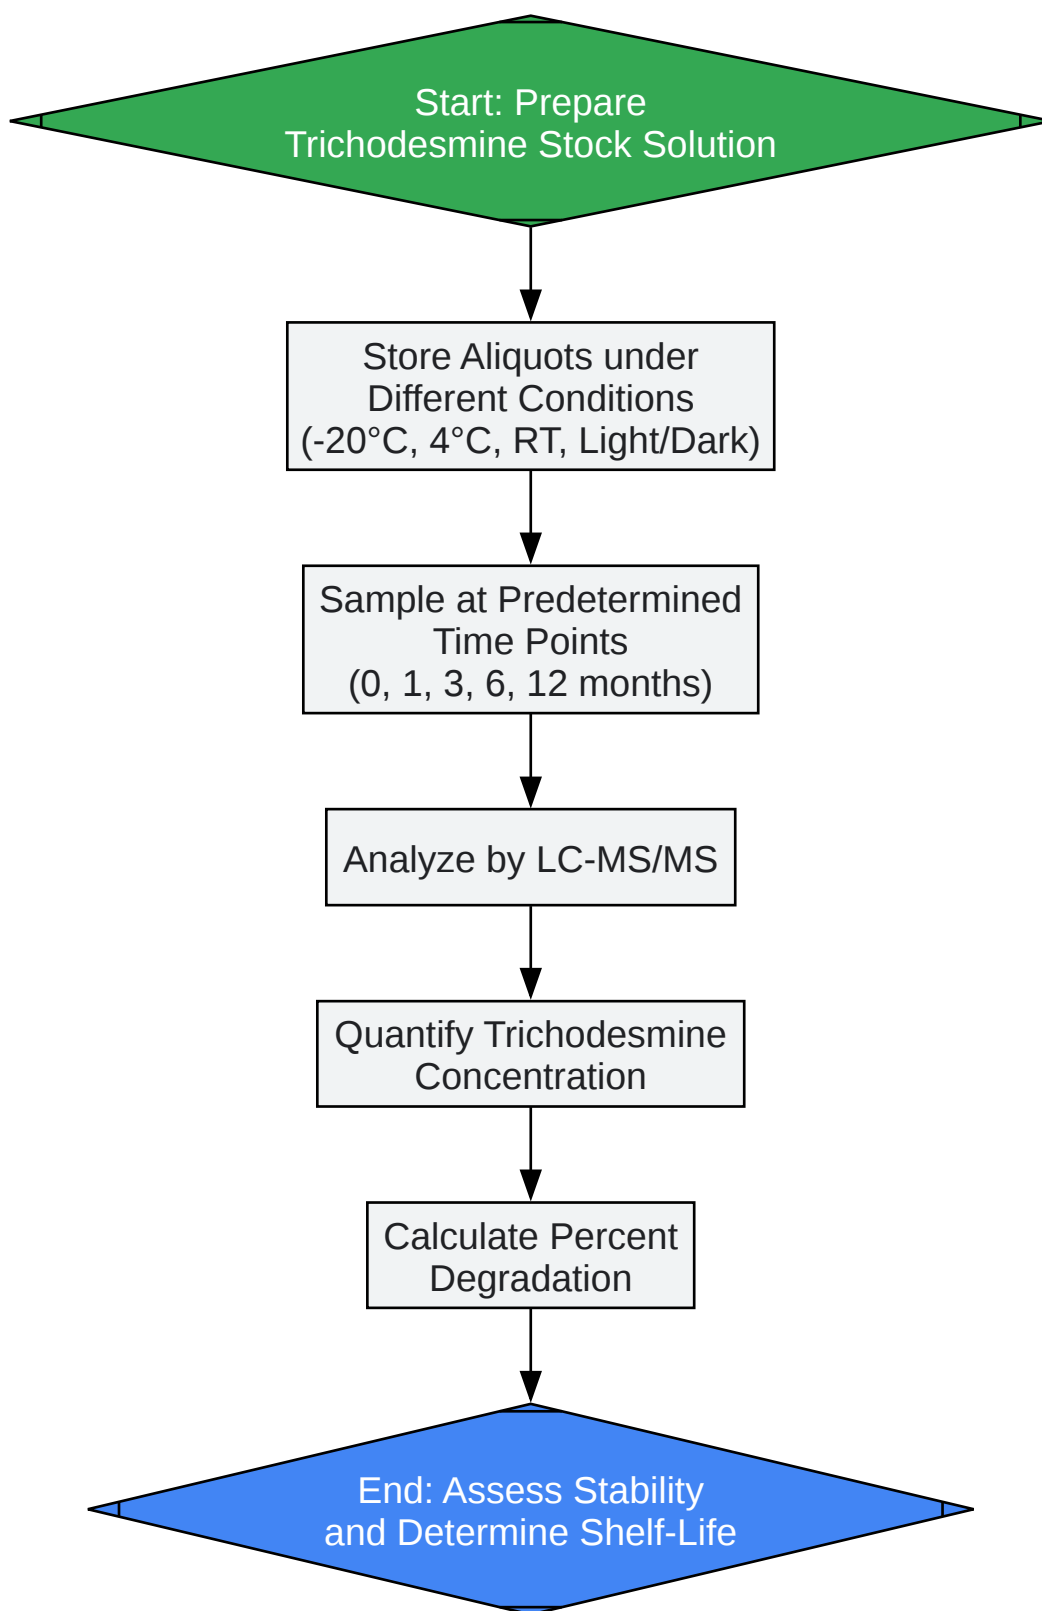 Start: Prepare
Trichodesmine Stock Solution
Store Aliquots under
Different Conditions
(-20°C, 4°C, RT, Light/Dark)
Sample at Predetermined
Time Points
(0, 1, 3, 6, 12 months)
Analyze by LC-MS/MS
Quantify Trichodesmine
Concentration
Calculate Percent
Degradation
End: Assess Stability
and Determine Shelf-Life